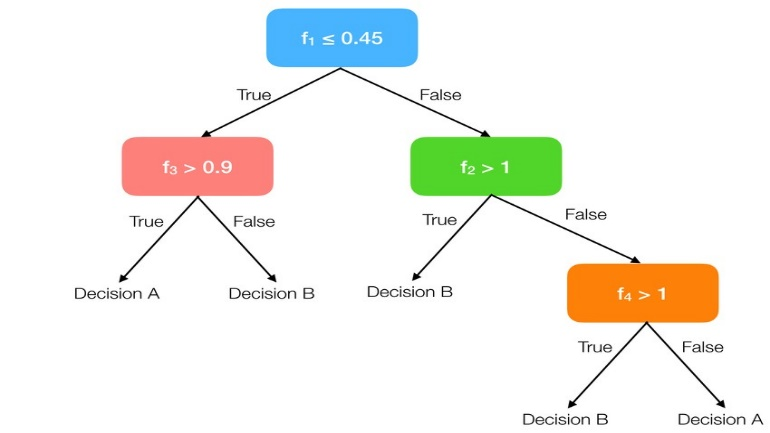 f₁ ≤ 0.45
True
False
f₃ > 0.9
f₂ > 1
True
False
True
False
Decision A
Decision B
Decision B
f₄ > 1
True
False
Decision B
Decision A